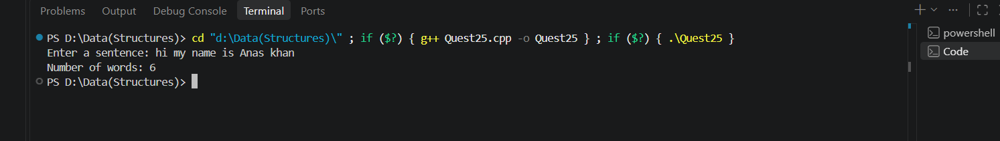 Problems Output Debug Console Terminal Ports
PS D:\Data(Structures)> cd "d:\Data(Structures)\" ; if ($?) { g++ Quest25.cpp -o Quest25 } ; if ($?) { .\Quest25 }
Enter a sentence: hi my name is Anas khan
Number of words: 6
PS D:\Data(Structures)>
powershell
Code